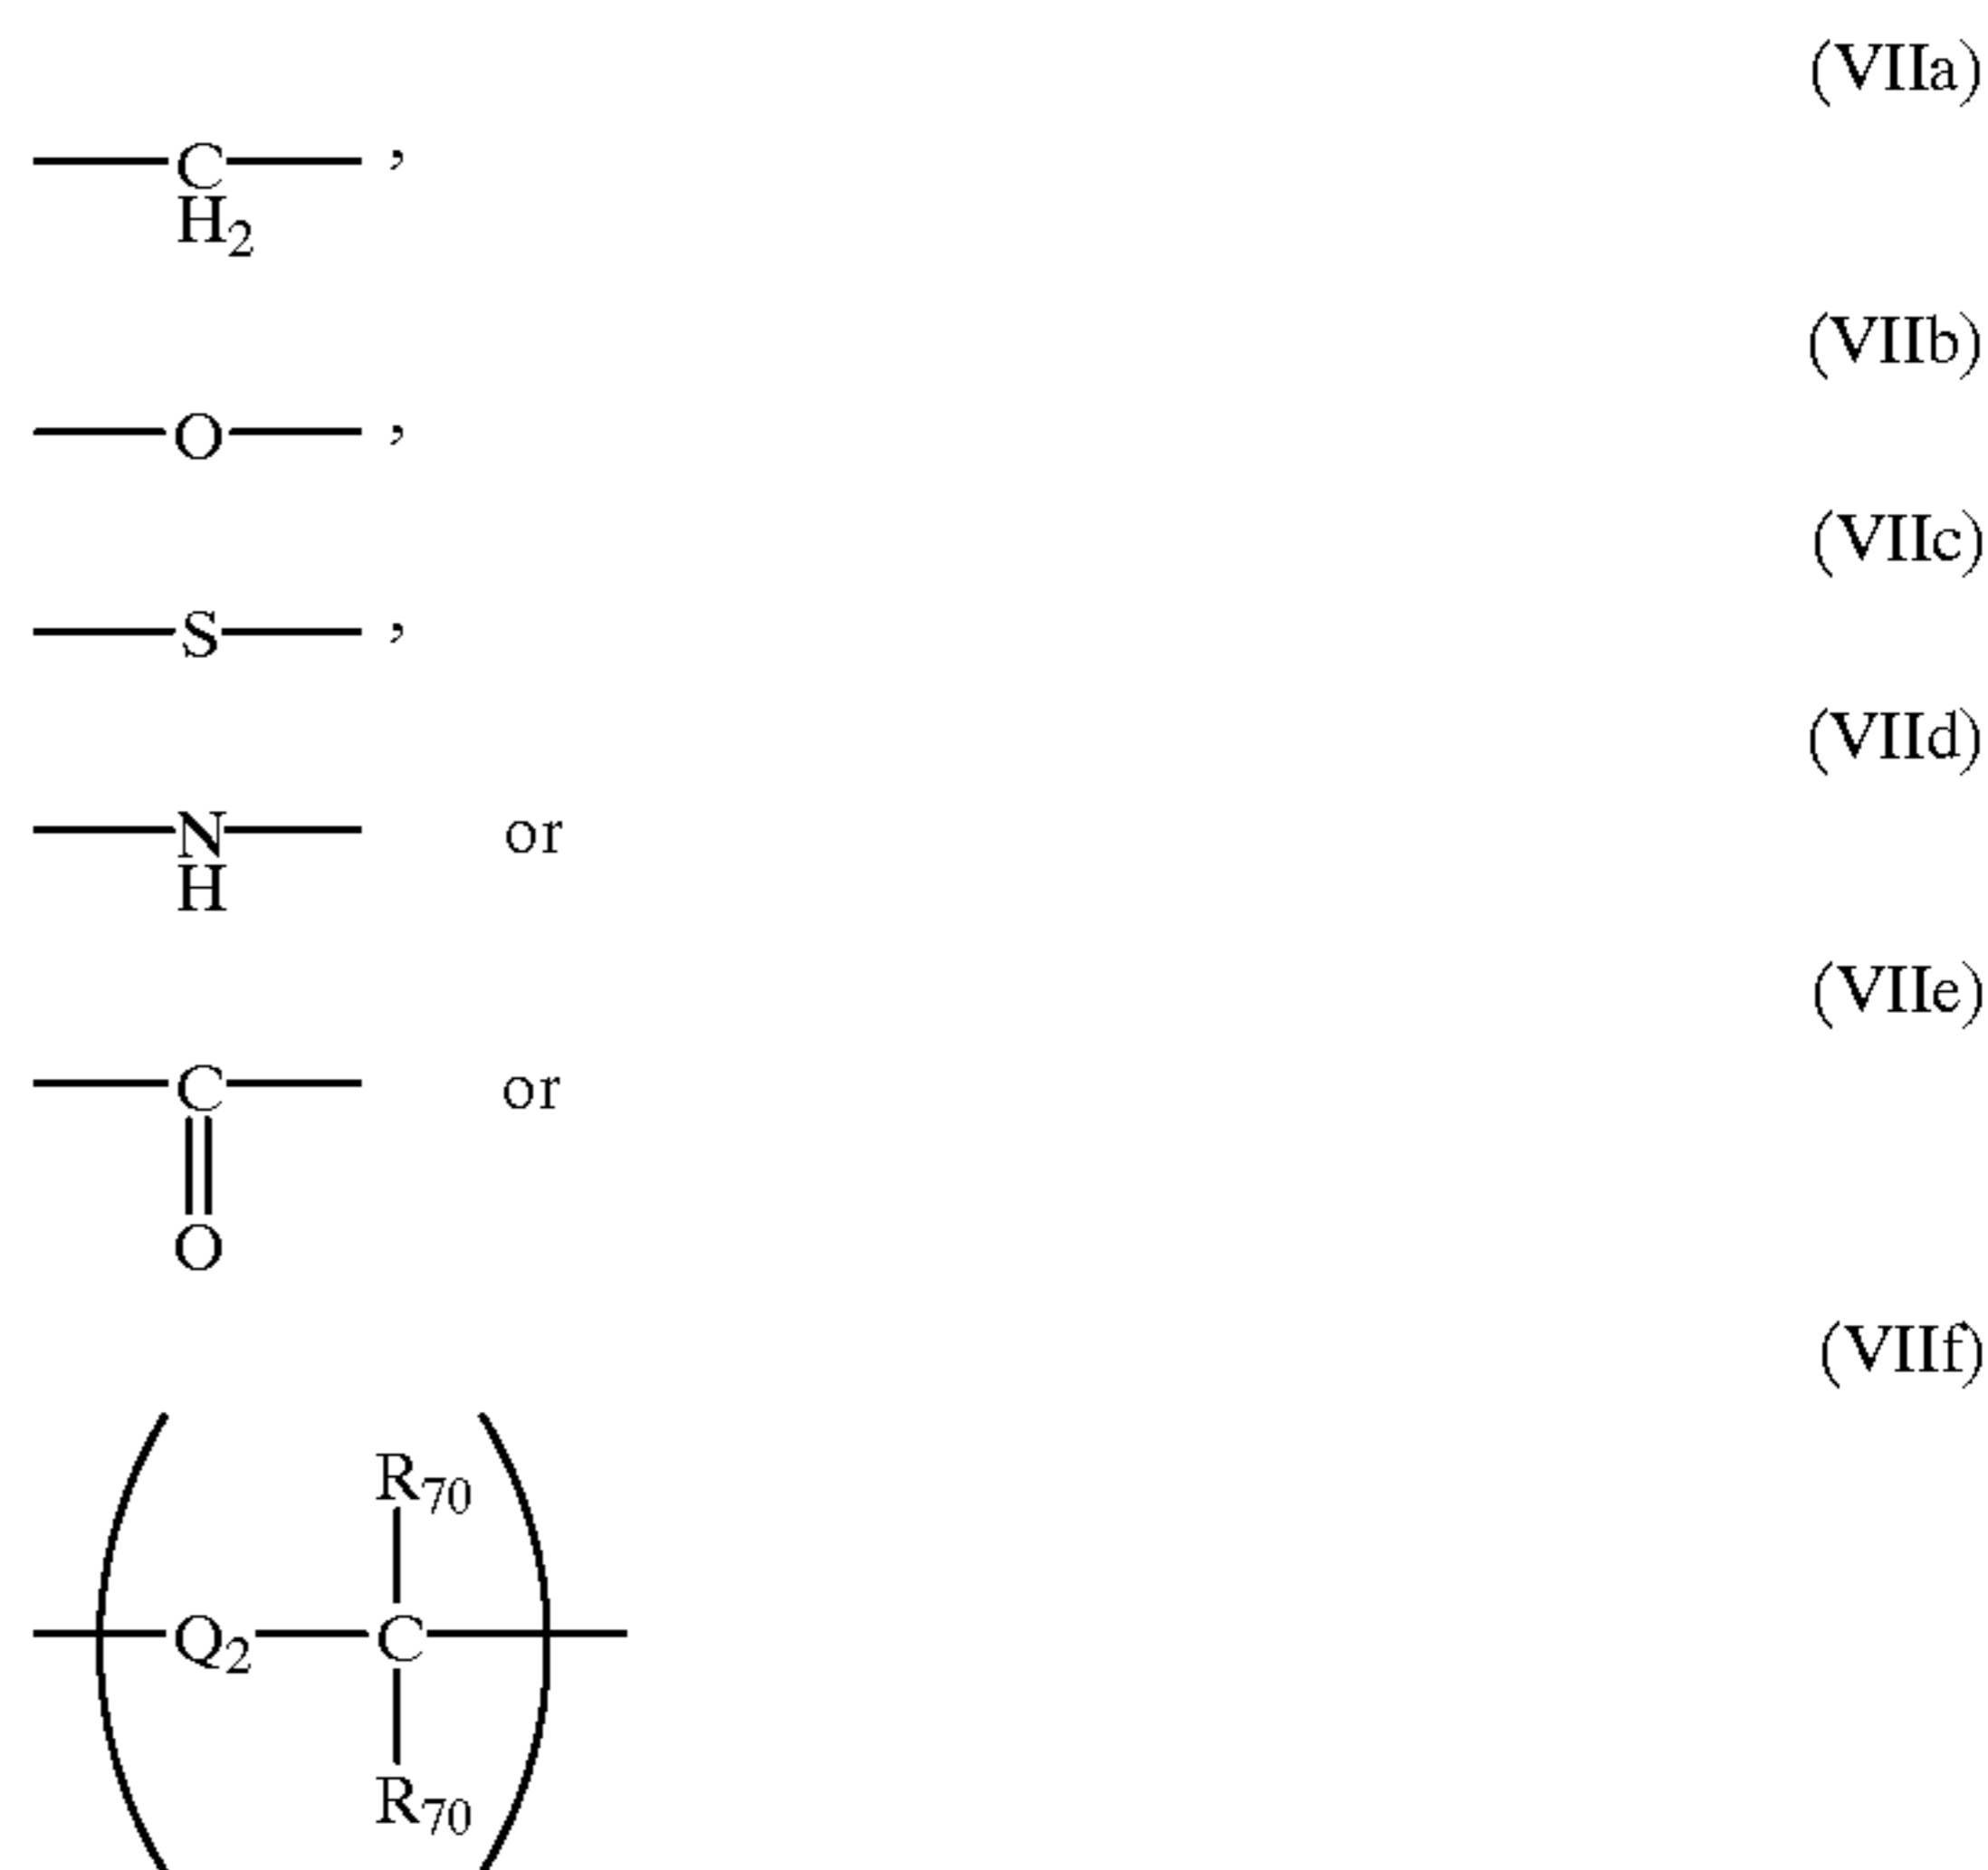 (VIIa)
C ,
H2
(VIIb)
O ,
(VIIc)
S ,
(VIId)
N or
H
(VIIe)
C or
O
(VIIf)
R70
Q2 C
R70